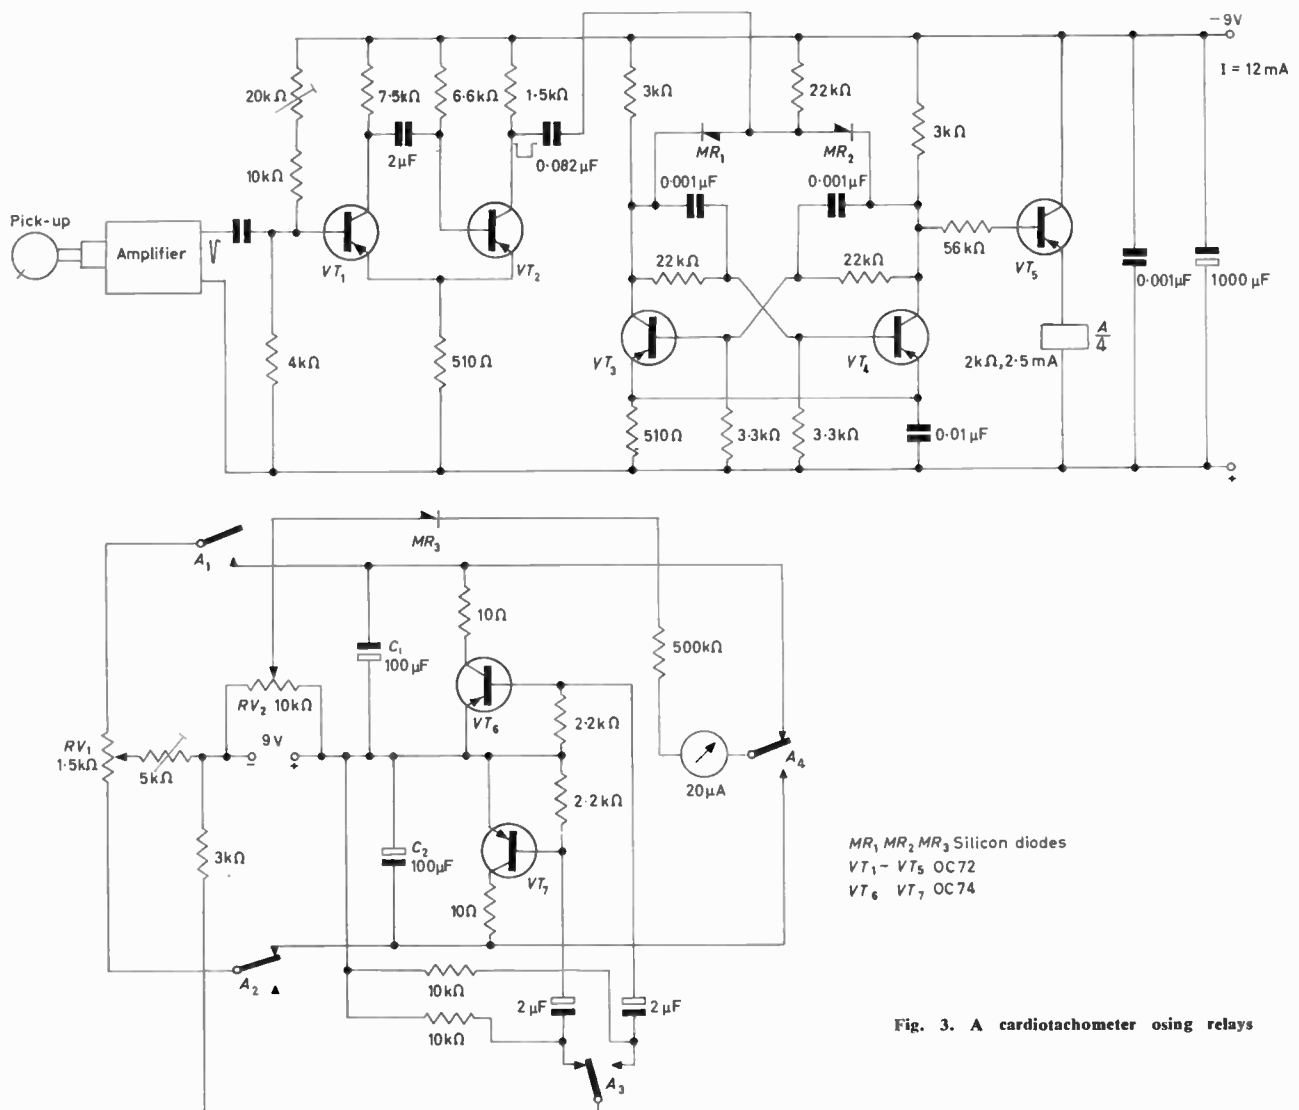 −9V
I = 12mA
20kΩ
7·5kΩ
6·6kΩ
1·5kΩ
3kΩ
22kΩ
3kΩ
2µF
0·082µF
MR1
MR2
10kΩ
0·001µF
0·001µF
Pick-up
Amplifier
VT1
VT2
56kΩ
VT5
22kΩ
22kΩ
0·001µF
1000µF
4kΩ
510Ω
VT3
VT4
A/4
2kΩ, 2·5mA
510Ω
3·3kΩ
3·3kΩ
0·01µF
+
A1
MR3
10Ω
C1
100µF
500kΩ
RV2 10kΩ
VT6
2·2kΩ
RV1
1·5kΩ
5kΩ
9V
−
+
20µA
A4
2·2kΩ
3kΩ
C2
100µF
VT7
10Ω
MR1 MR2 MR3 Silicon diodes
VT1− VT5 OC72
VT6 VT7 OC74
A2
10kΩ
2µF
2µF
10kΩ
A3
Fig. 3. A cardiotachometer osing relays